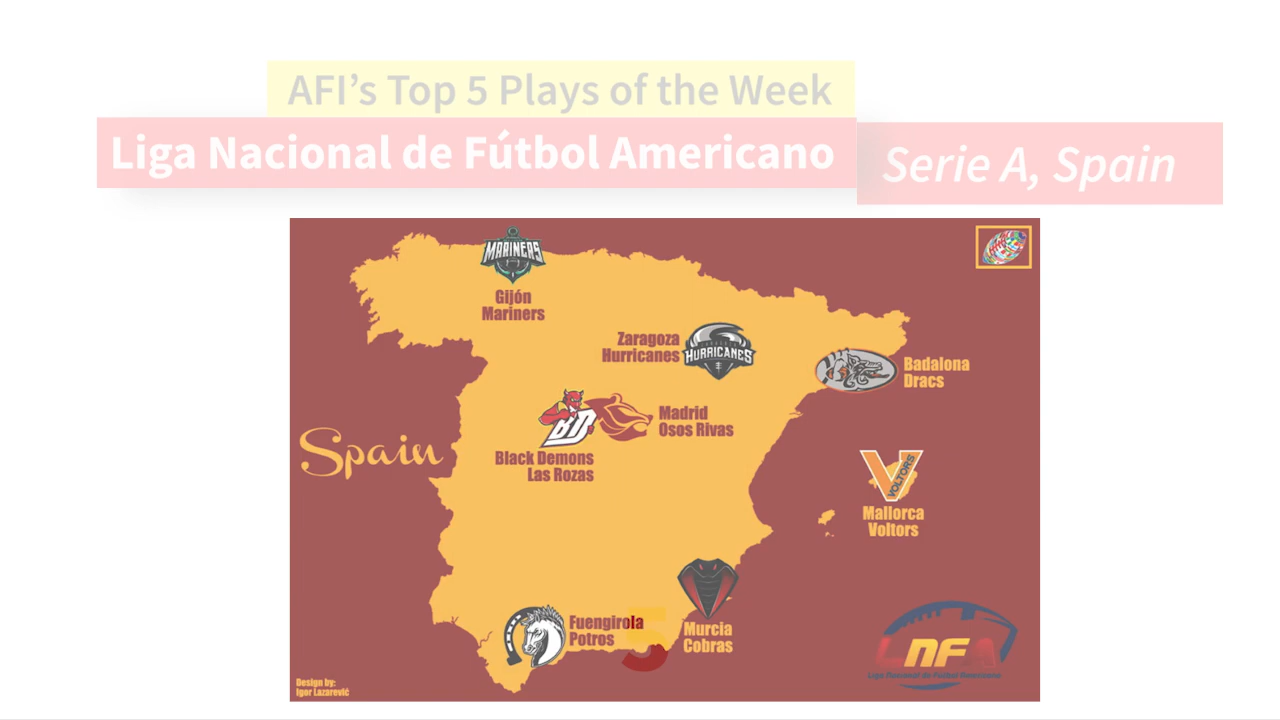 AFI’s Top 5 Plays of the Week
Liga Nacional de Fútbol Americano
Serie A, Spain
MARINERS
Gijón
Mariners
Zaragoza
Hurricanes
HURRICANES
Badalona
Dracs
Madrid
Osos Rivas
BD
Black Demons
Las Rozas
Spain
VOLTORS
Mallorca
Voltors
Fuengirola
Potros
5
Murcia
Cobras
LNFA
Liga Nacional de Fútbol Americano
Design by:
Igor Lazarević